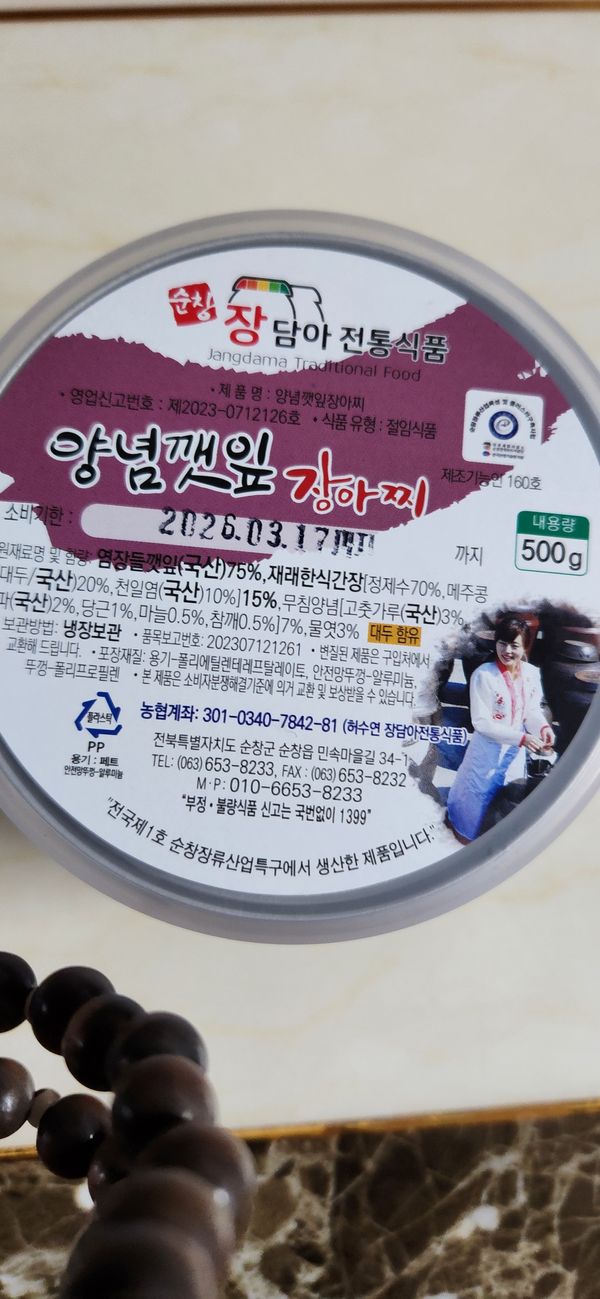 순창
장 담아 전통식품
Jangdama Traditional Food
• 제 품 명 : 양념깻잎장아찌
• 영업신고번호 : 제2023-0712126호 • 식품 유형 : 절임식품
양념깻잎 장아찌
제조기능인 160호
소비기한 : 2026.03.17까지 까지
내용량
500g
원재료명 및 함량: 염장들깻잎(국산)75%, 재래한식간장[정제수70%, 메주콩
대두/국산)20%, 천일염(국산)10%]15%, 무침양념[고춧가루(국산)3%,
파(국산)2%, 당근1%, 마늘0.5%, 참깨0.5%]7%, 물엿3% 대두 함유
보관방법: 냉장보관 • 품목보고번호: 202307121261 • 변질된 제품은 구입처에서
교환해 드립니다. • 포장재질: 용기-폴리에틸렌테레프탈레이트, 안전망뚜껑-알루미늄,
뚜껑-폴리프로필렌 • 본 제품은 소비자분쟁해결기준에 의거 교환 및 보상받을 수 있습니다.
플라스틱
PP
용기 : 페트
안전망뚜껑-알루미늄
농협계좌: 301-0340-7842-81 (허수연 장담아전통식품)
전북특별자치도 순창군 순창읍 민속마을길 34-1
TEL: (063) 653-8233, FAX : (063) 653-8232
M·P: 010-6653-8233
"부정 • 불량식품 신고는 국번없이 1399"
"전국제1호 순창장류산업특구에서 생산한 제품입니다."